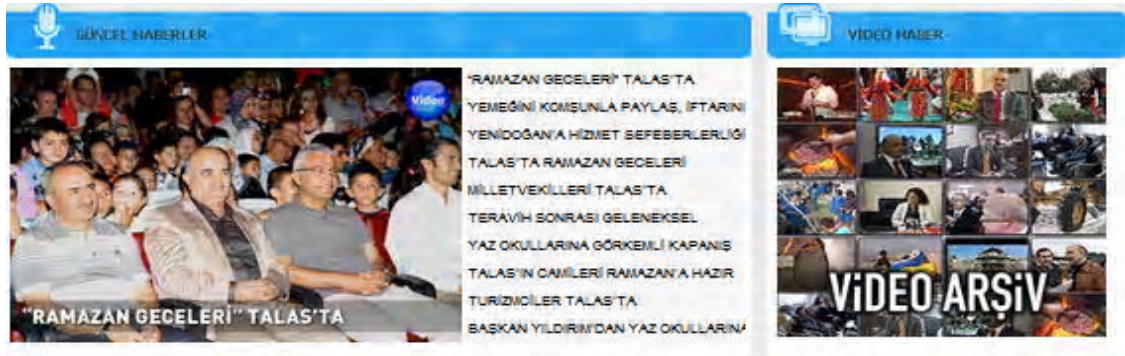 GÜNCEL HABERLER
VİDEO HABER
Video
"RAMAZAN GECELERİ" TALAS'TA
"RAMAZAN GECELERİ" TALAS'TA
YEMEĞİNİ KOMŞUNLA PAYLAŞ, İFTARINI
YENİDOĞAN'A HİZMET SEFEBERLERLİĞİ
TALAS'TA RAMAZAN GECELERİ
MİLLETVEKİLLERİ TALAS'TA
TERAVİH SONRASI GELENEKSEL
YAZ OKULLARINA GÖRKEMLİ KAPANIŞ
TALAS'IN CAMİLERİ RAMAZAN'A HAZIR
TURİZMCİLER TALAS'TA
BAŞKAN YILDIRIM'DAN YAZ OKULLARINA
VİDEO ARŞİV